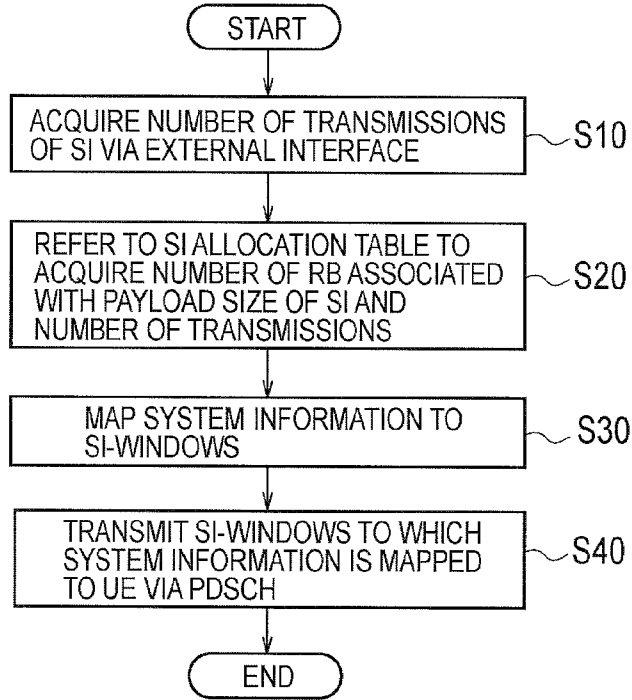 START
ACQUIRE NUMBER OF TRANSMISSIONS
OF SI VIA EXTERNAL INTERFACE
S10
REFER TO SI ALLOCATION TABLE TO
ACQUIRE NUMBER OF RB ASSOCIATED
WITH PAYLOAD SIZE OF SI AND
NUMBER OF TRANSMISSIONS
S20
MAP SYSTEM INFORMATION TO
SI-WINDOWS
S30
TRANSMIT SI-WINDOWS TO WHICH
SYSTEM INFORMATION IS MAPPED
TO UE VIA PDSCH
S40
END